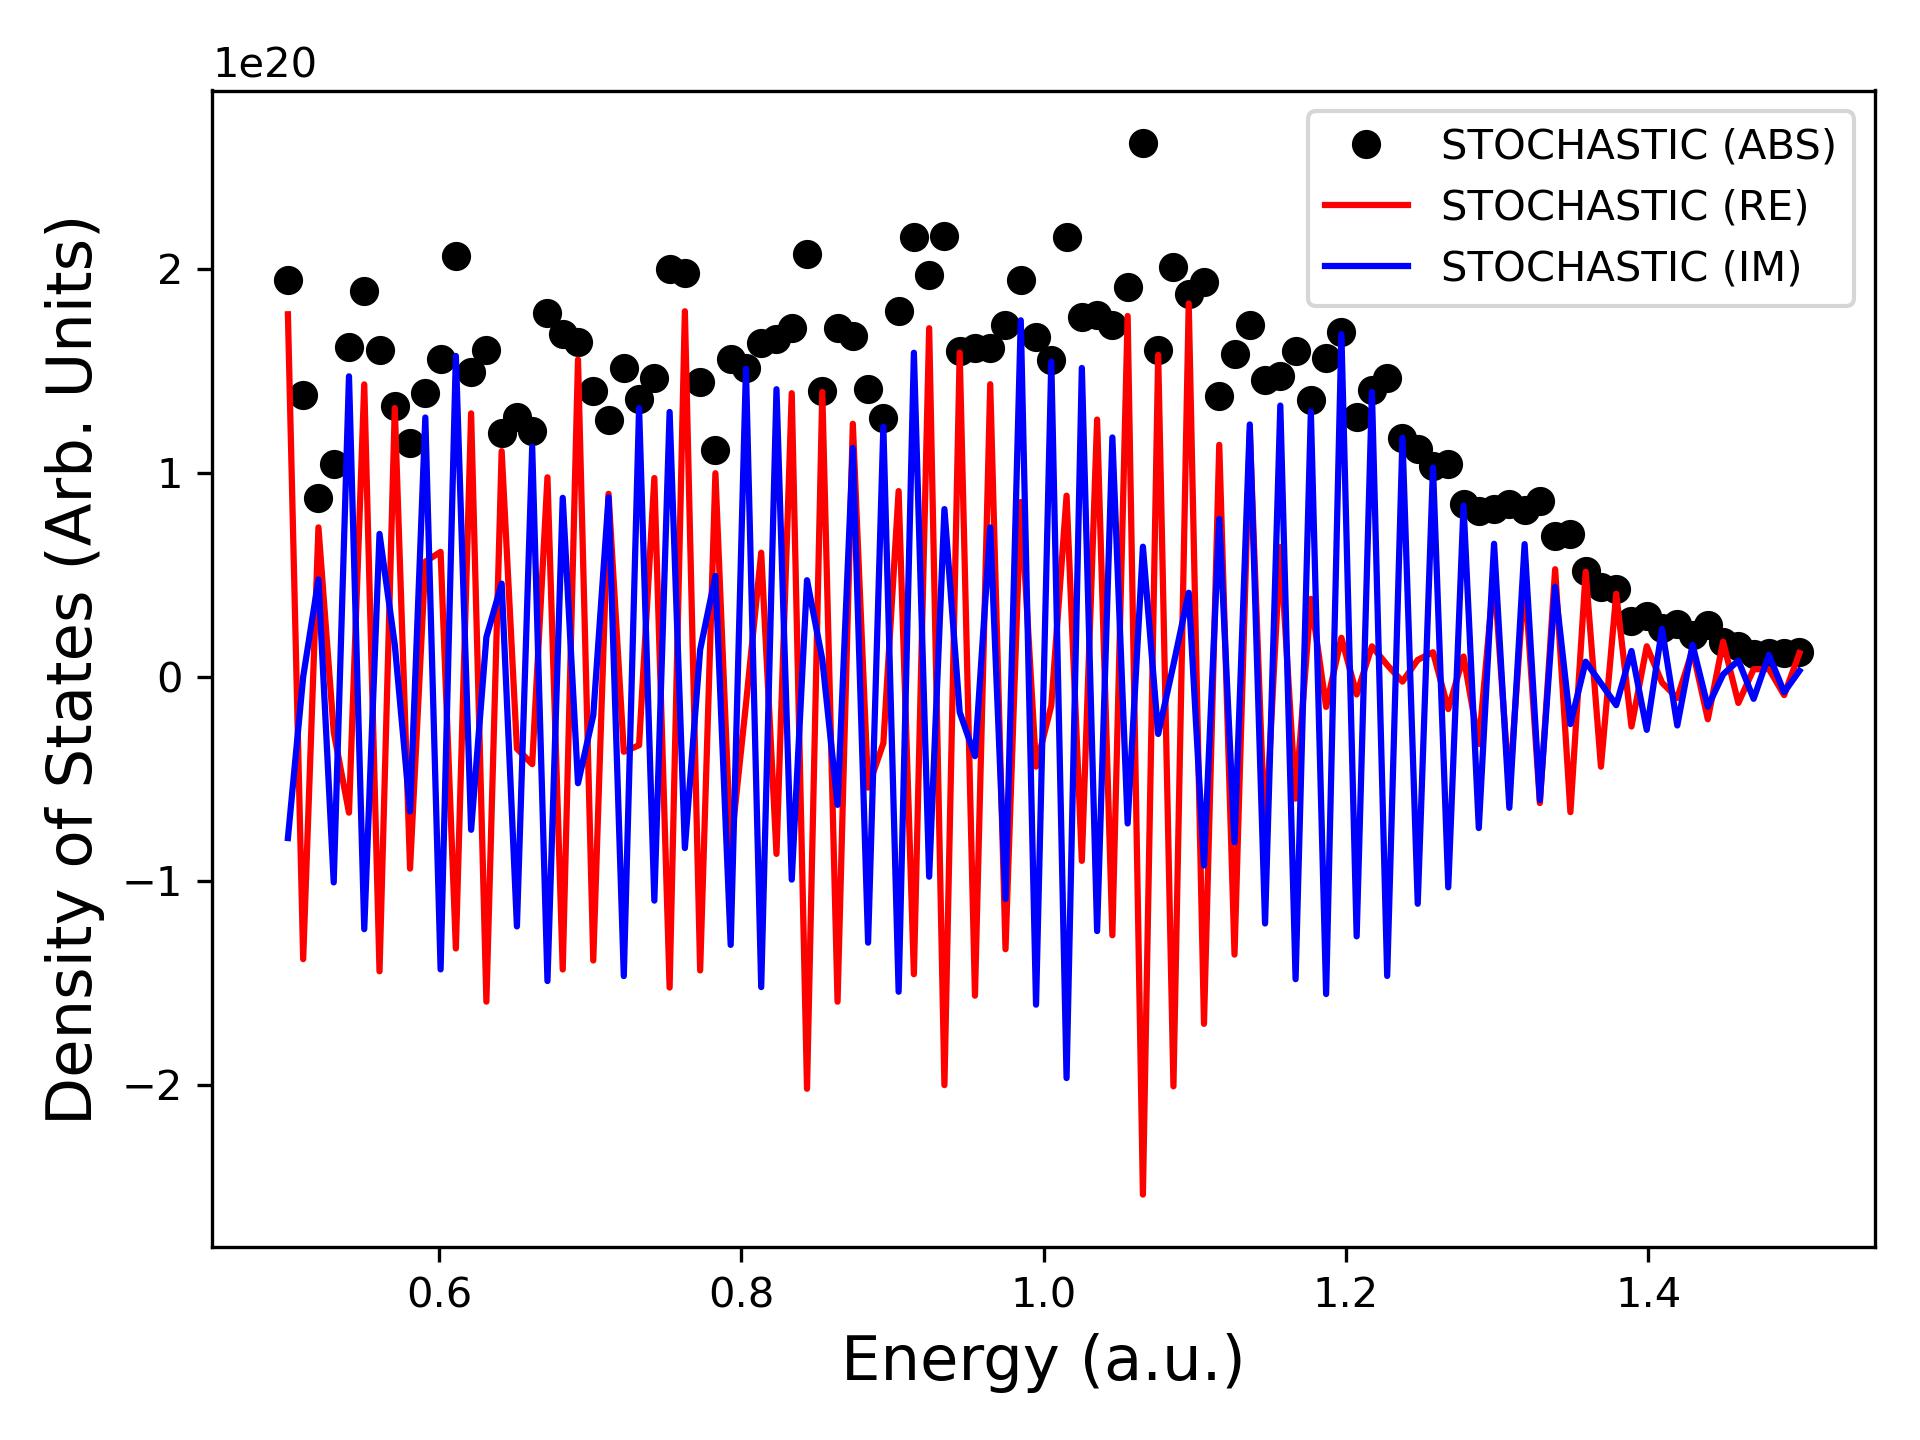 1e20
STOCHASTIC (ABS)
STOCHASTIC (RE)
STOCHASTIC (IM)
Density of States (Arb. Units)
2
1
0
−1
−2
0.6 0.8 1.0 1.2 1.4
Energy (a.u.)